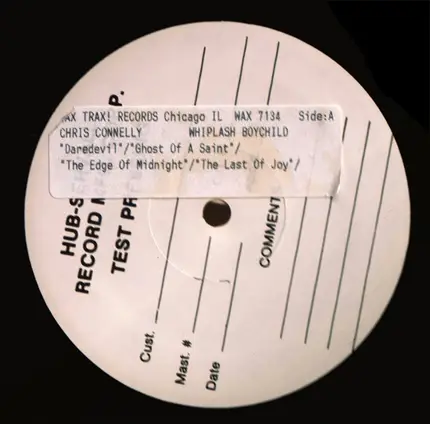 WAX TRAX! RECORDS Chicago IL WAX 7134 Side:A
CHRIS CONNELLY WHIPLASH BOYCHILD
"Daredevil"/"Ghost Of A Saint"/
"The Edge Of Midnight"/"The Last Of Joy"/
HUB-S
RECORD M P.
TEST PR
COMMENT
Cust.
Mast. #
Date